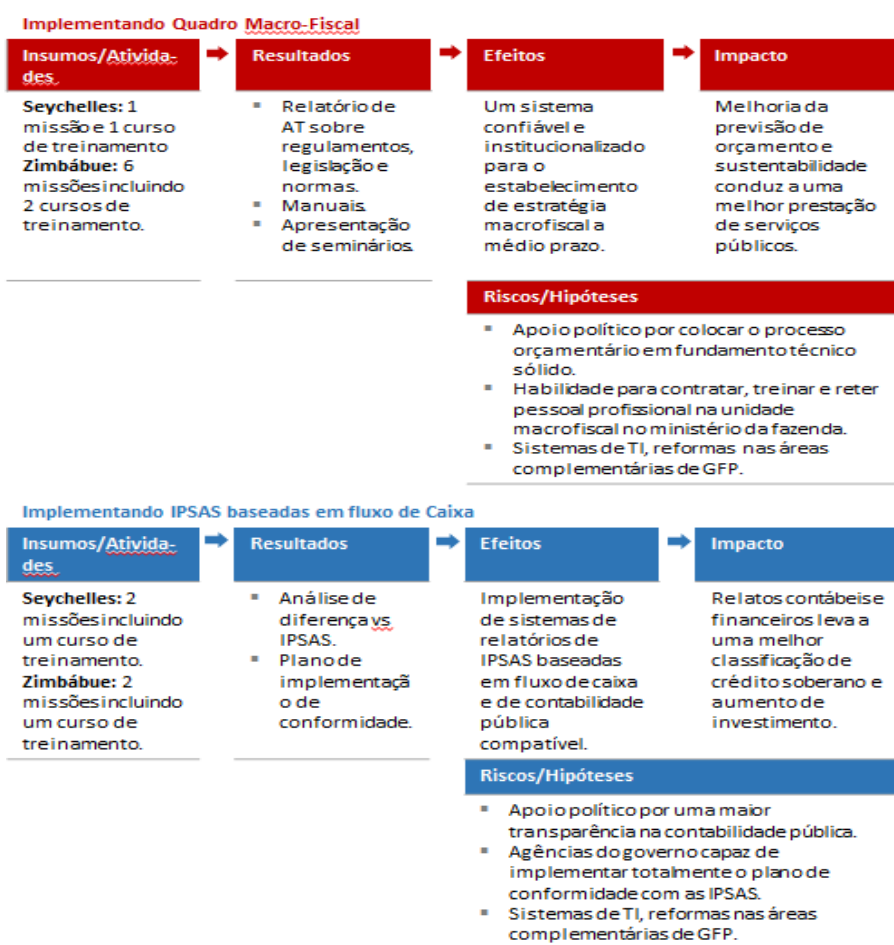 Implementando Quadro Macro-Fiscal
Insumos/Ativida-
des
Seychelles: 1
missão e 1 curso
de treinamento
Zimbábue: 6
missões incluindo
2 cursos de
treinamento.
Resultados
▪ Relatório de
AT sobre
regulamentos,
legislação e
normas.
▪ Manuais.
▪ Apresentação
de seminários.
Efeitos
Um sistema
confiável e
institucionalizado
para o
estabelecimento
de estratégia
macrofiscal a
médio prazo.
Impacto
Melhoria da
previsão de
orçamento e
sustentabilidade
conduz a uma
melhor prestação
de serviços
públicos.
Riscos/Hipóteses
▪ Apoio político por colocar o processo
orçamentário em fundamento técnico
sólido.
▪ Habilidade para contratar, treinar e reter
pessoal profissional na unidade
macrofiscal no ministério da fazenda.
▪ Sistemas de TI, reformas nas áreas
complementárias de GFP.
Implementando IPSAS baseadas em fluxo de Caixa
Insumos/Ativida-
des
Seychelles: 2
missões incluindo
um curso de
treinamento.
Zimbábue: 2
missões incluindo
um curso de
treinamento.
Resultados
▪ Análise de
diferença vs
IPSAS.
▪ Plano de
implementaçã
o de
conformidade.
Efeitos
Implementação
de sistemas de
relatórios de
IPSAS baseadas
em fluxo de caixa
e de contabilidade
pública
compatível.
Impacto
Relatos contábeis e
financeiros leva a
uma melhor
classificação de
crédito soberano e
aumento de
investimento.
Riscos/Hipóteses
▪ Apoio político por uma maior
transparência na contabilidade pública.
▪ Agências do governo capaz de
implementar totalmente o plano de
conformidade com as IPSAS.
▪ Sistemas de TI, reformas nas áreas
complementárias de GFP.